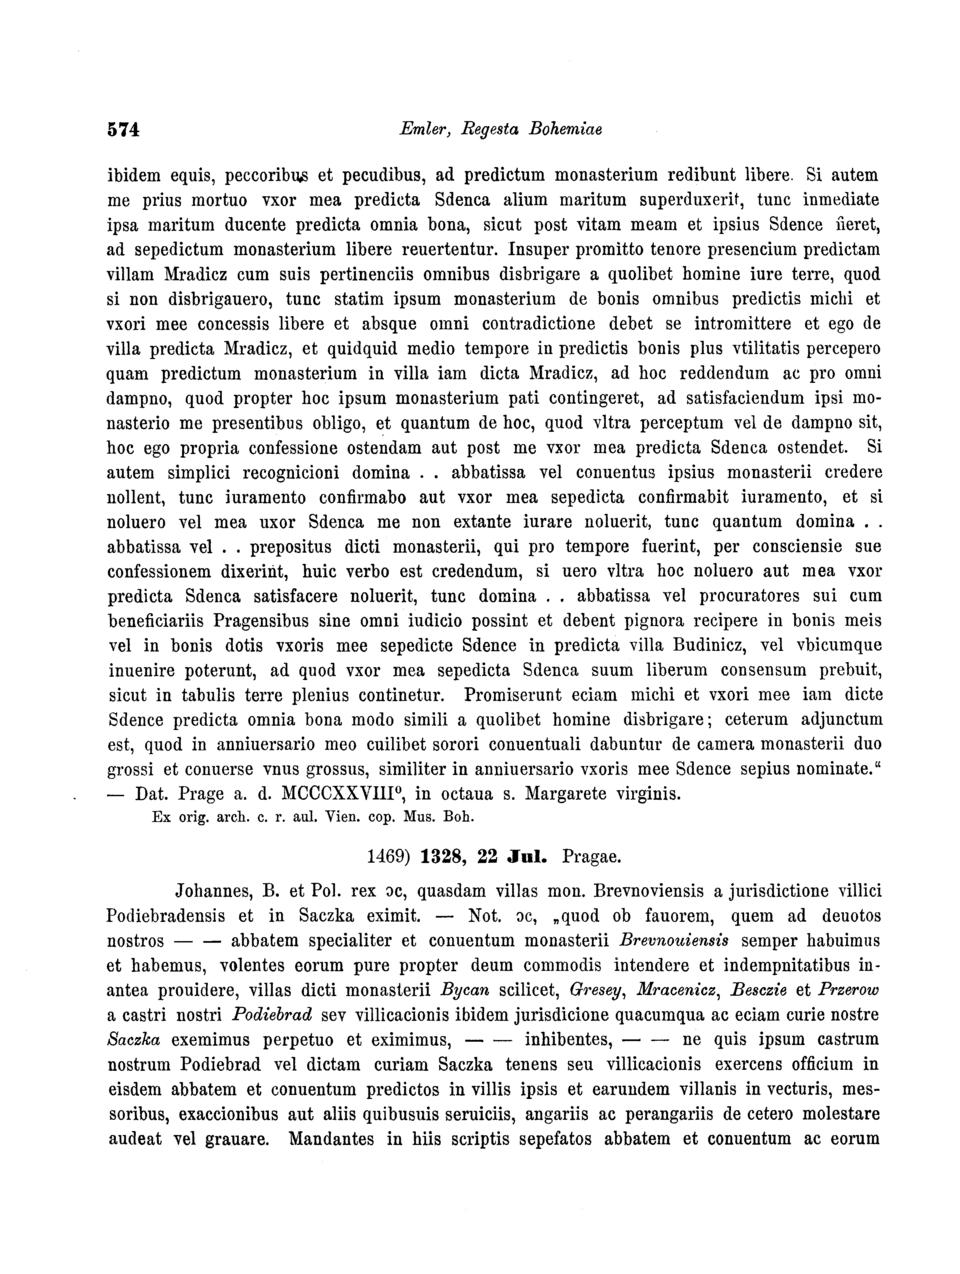 574 Emler, Regesta Bohemiae
ibidem equis, peccoribus et pecudibus, ad predictum monasterium redibunt libere. Si autem
me prius mortuo vxor mea predicta Sdenca alium maritum superduxerit, tunc inmediate
ipsa maritum ducente predicta omnia bona, sicut post vitam meam et ipsius Sdence fieret,
ad sepedictum monasterium libere reuertentur. Insuper promitto tenore presencium predictam
villam Mradicz cum suis pertinenciis omnibus disbrigare a quolibet homine iure terre, quod
si non disbrigauero, tunc statim ipsum monasterium de bonis omnibus predictis michi et
vxori mee concessis libere et absque omni contradictione debet se intromittere et ego de
villa predicta Mradicz, et quidquid medio tempore in predictis bonis plus vtilitatis percepero
quam predictum monasterium in villa iam dicta Mradicz, ad hoc reddendum ac pro omni
dampno, quod propter hoc ipsum monasterium pati contingeret, ad satisfaciendum ipsi mo-
nasterio me presentibus obligo, et quantum de hoc, quod vltra perceptum vel de dampno sit,
hoc ego propria confessione ostendam aut post me vxor mea predicta Sdenca ostendet. Si
autem simplici recognicioni domina . . abbatissa vel conuentus ipsius monasterii credere
nollent, tunc iuramento confirmabo aut vxor mea sepedicta confirmabit iuramento, et si
noluero vel mea uxor Sdenca me non extante iurare noluerit, tunc quantum domina . .
abbatissa vel . . prepositus dicti monasterii, qui pro tempore fuerint, per consciensie sue
confessionem dixerint, huic verbo est credendum, si uero vltra hoc noluero aut mea vxor
predicta Sdenca satisfacere noluerit, tunc domina . . abbatissa vel procuratores sui cum
beneficiariis Pragensibus sine omni iudicio possint et debent pignora recipere in bonis meis
vel in bonis dotis vxoris mee sepedicte Sdence in predicta villa Budinicz, vel vbicumque
inuenire poterunt, ad quod vxor mea sepedicta Sdenca suum liberum consensum prebuit,
sicut in tabulis terre plenius continetur. Promiserunt eciam michi et vxori mee iam dicte
Sdence predicta omnia bona modo simili a quolibet homine disbrigare; ceterum adjunctum
est, quod in anniuersario meo cuilibet sorori conuentuali dabuntur de camera monasterii duo
grossi et conuerse vnus grossus, similiter in anniuersario vxoris mee Sdence sepius nominate.“
— Dat. Prage a. d. MCCCXXVIII⁰, in octaua s. Margarete virginis.
Ex orig. arch. c. r. aul. Vien. cop. Mus. Boh.
1469) 1328, 22 Jul. Pragae.
Johannes, B. et Pol. rex ɔc, quasdam villas mon. Brevnoviensis a jurisdictione villici
Podiebradensis et in Saczka eximit. — Not. ɔc, „quod ob fauorem, quem ad deuotos
nostros — — abbatem specialiter et conuentum monasterii Brevnouiensis semper habuimus
et habemus, volentes eorum pure propter deum commodis intendere et indempnitatibus in-
antea prouidere, villas dicti monasterii Bycan scilicet, Gresey, Mracenicz, Besczie et Przerow
a castri nostri Podiebrad sev villicacionis ibidem jurisdicione quacumqua ac eciam curie nostre
Saczka exemimus perpetuo et eximimus, — — inhibentes, — — ne quis ipsum castrum
nostrum Podiebrad vel dictam curiam Saczka tenens seu villicacionis exercens officium in
eisdem abbatem et conuentum predictos in villis ipsis et earundem villanis in vecturis, mes-
soribus, exaccionibus aut aliis quibusuis seruiciis, angariis ac perangariis de cetero molestare
audeat vel grauare. Mandantes in hiis scriptis sepefatos abbatem et conuentum ac eorum